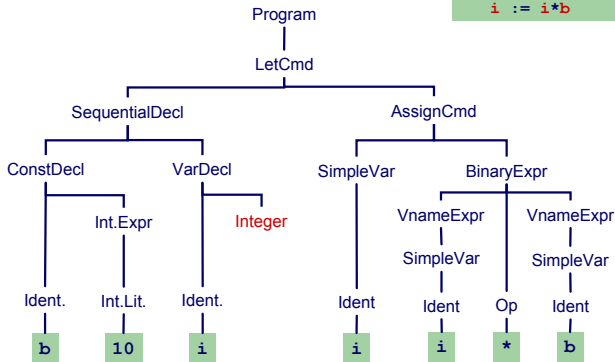 i := i*b
Program
LetCmd
SequentialDecl AssignCmd
ConstDecl VarDecl SimpleVar BinaryExpr
Int.Expr Integer VnameExpr VnameExpr
SimpleVar SimpleVar
Ident. Int.Lit. Ident. Ident Ident Op Ident
b 10 i i i * b